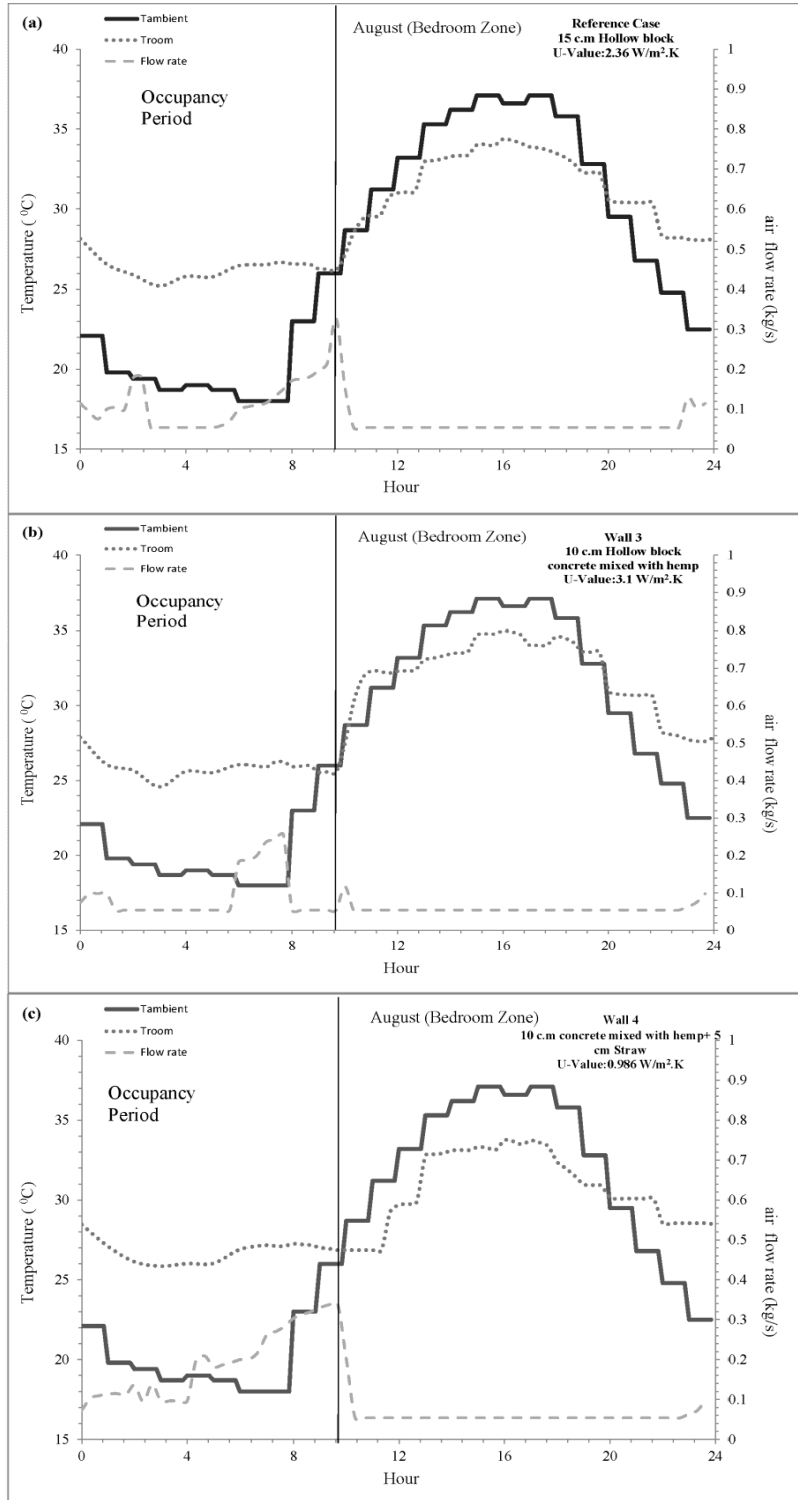 (a)
Tambient
Troom
Flow rate
August (Bedroom Zone)
Reference Case
15 c.m Hollow block
U-Value:2.36 W/m².K
Occupancy
Period
Temperature ( ⁰C)
40
35
30
25
20
15
1
0.9
0.8
0.7
0.6
0.5
0.4
0.3
0.2
0.1
0
air flow rate (kg/s)
0 4 8 12 16 20 24
Hour
(b)
Tambient
Troom
Flow rate
August (Bedroom Zone)
Wall 3
10 c.m Hollow block
concrete mixed with hemp
U-Value:3.1 W/m².K
Occupancy
Period
Temperature ( ⁰C)
40
35
30
25
20
15
1
0.9
0.8
0.7
0.6
0.5
0.4
0.3
0.2
0.1
0
air flow rate (kg/s)
0 4 8 12 16 20 24
Hour
(c)
Tambient
Troom
Flow rate
August (Bedroom Zone)
Wall 4
10 c.m concrete mixed with hemp+ 5
cm Straw
U-Value:0.986 W/m².K
Occupancy
Period
Temperature ( ⁰C)
40
35
30
25
20
15
1
0.9
0.8
0.7
0.6
0.5
0.4
0.3
0.2
0.1
0
air flow rate (kg/s)
0 4 8 12 16 20 24
Hour